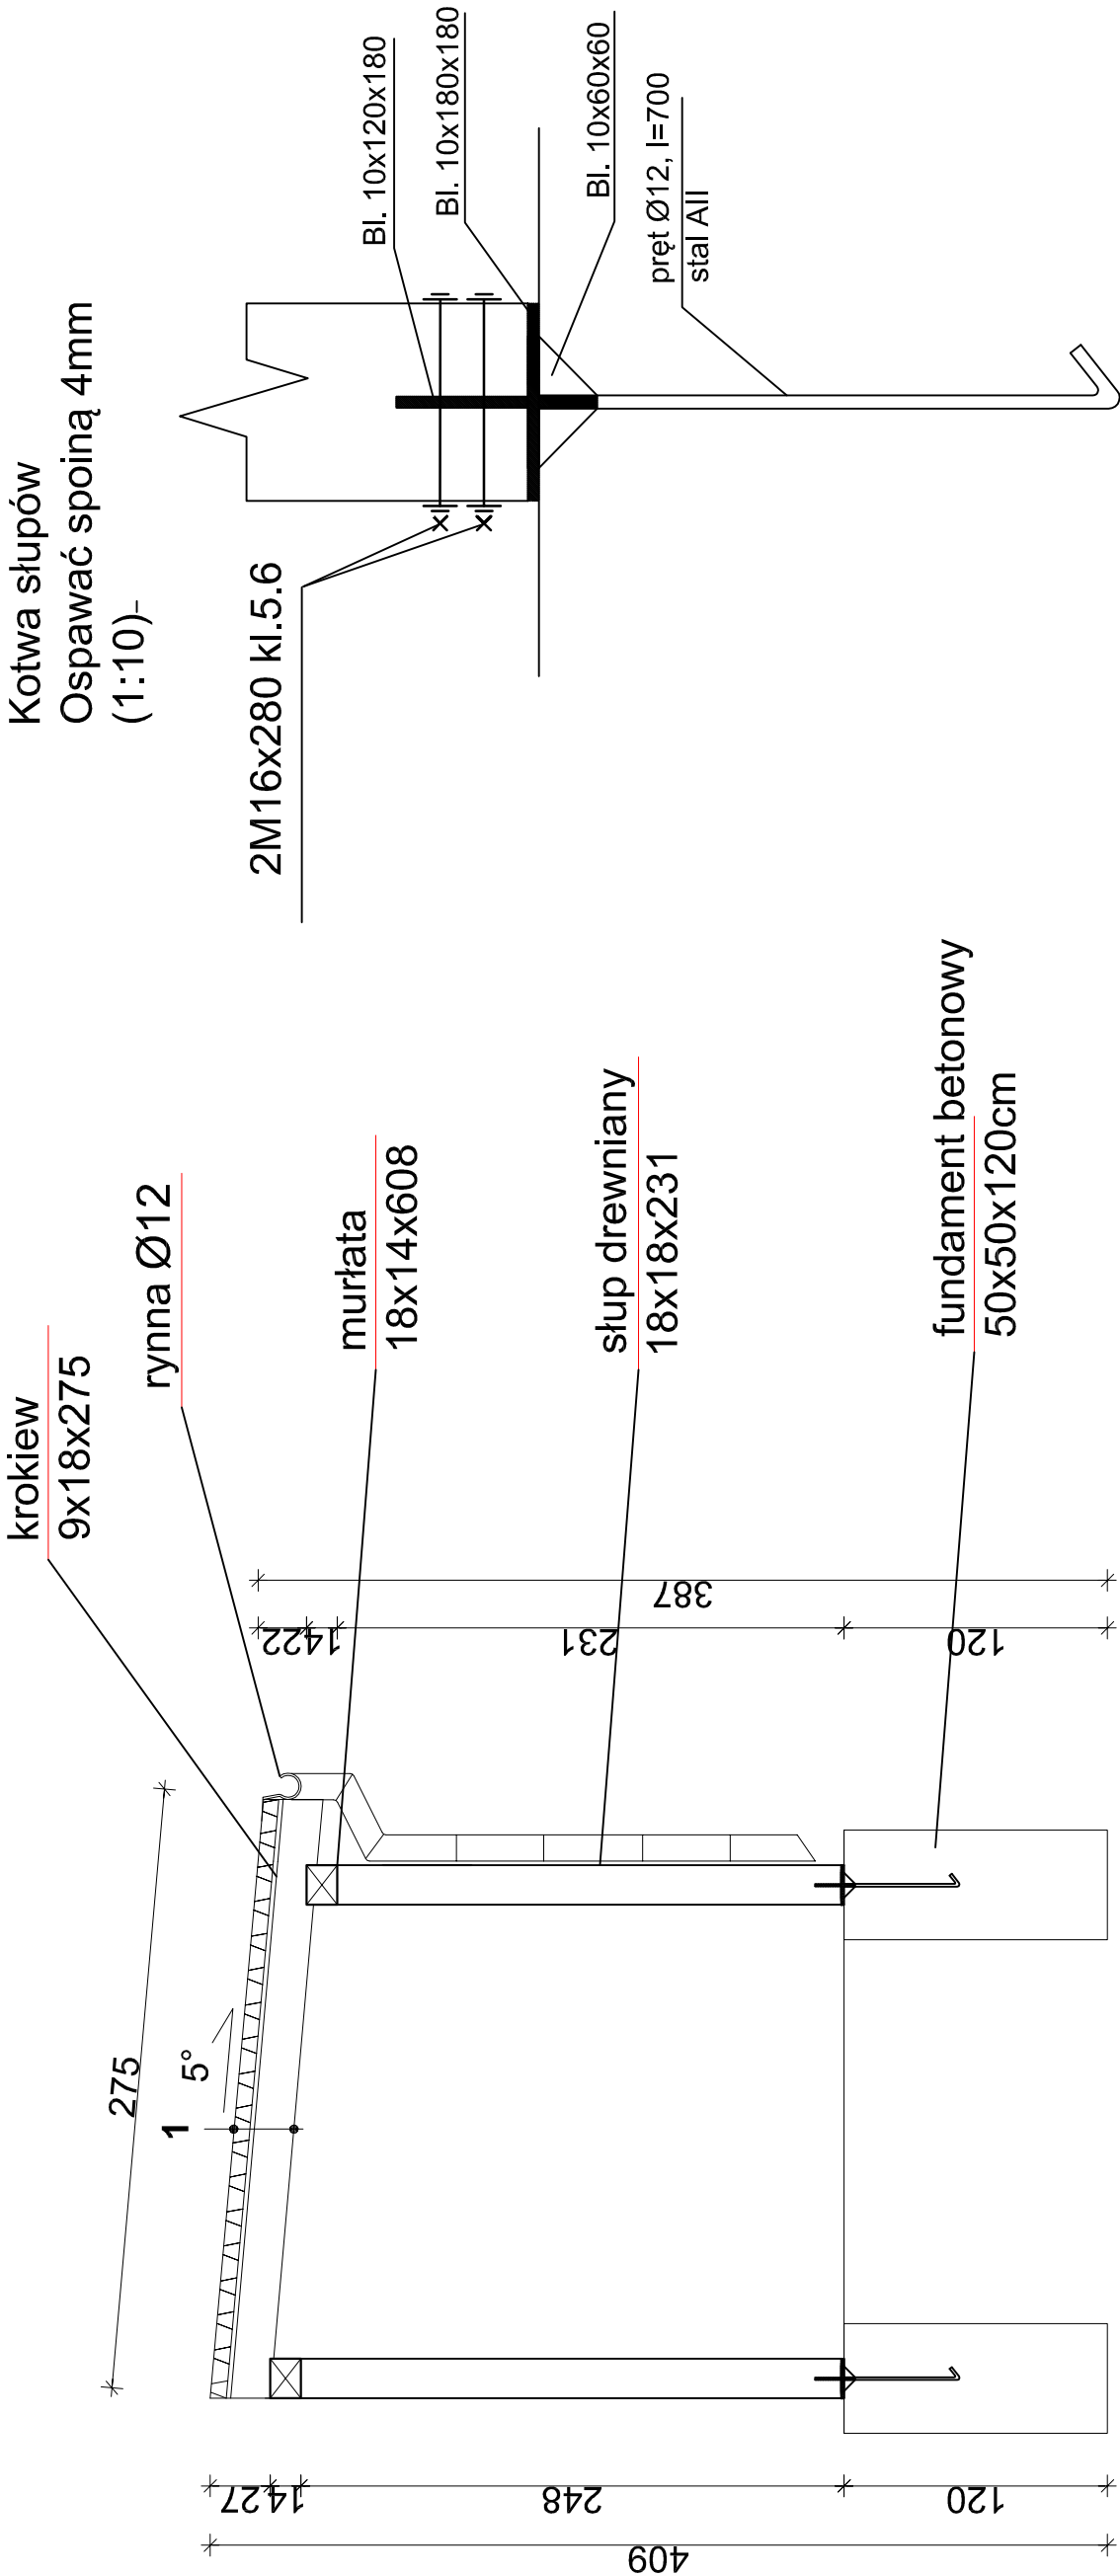 Kotwa słupów
Ospawać spoiną 4mm
(1:10)
2M16x280 kl.5.6
Bl. 10x120x180
Bl. 10x180x180
Bl. 10x60x60
pręt Ø12, l=700
stal AII
krokiew
9x18x275
rynna Ø12
murłata
18x14x608
słup drewniany
18x18x231
fundament betonowy
50x50x120cm
275
5°
1
22
14
231
120
387
27
14
248
120
409